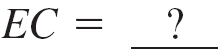 EC = ?